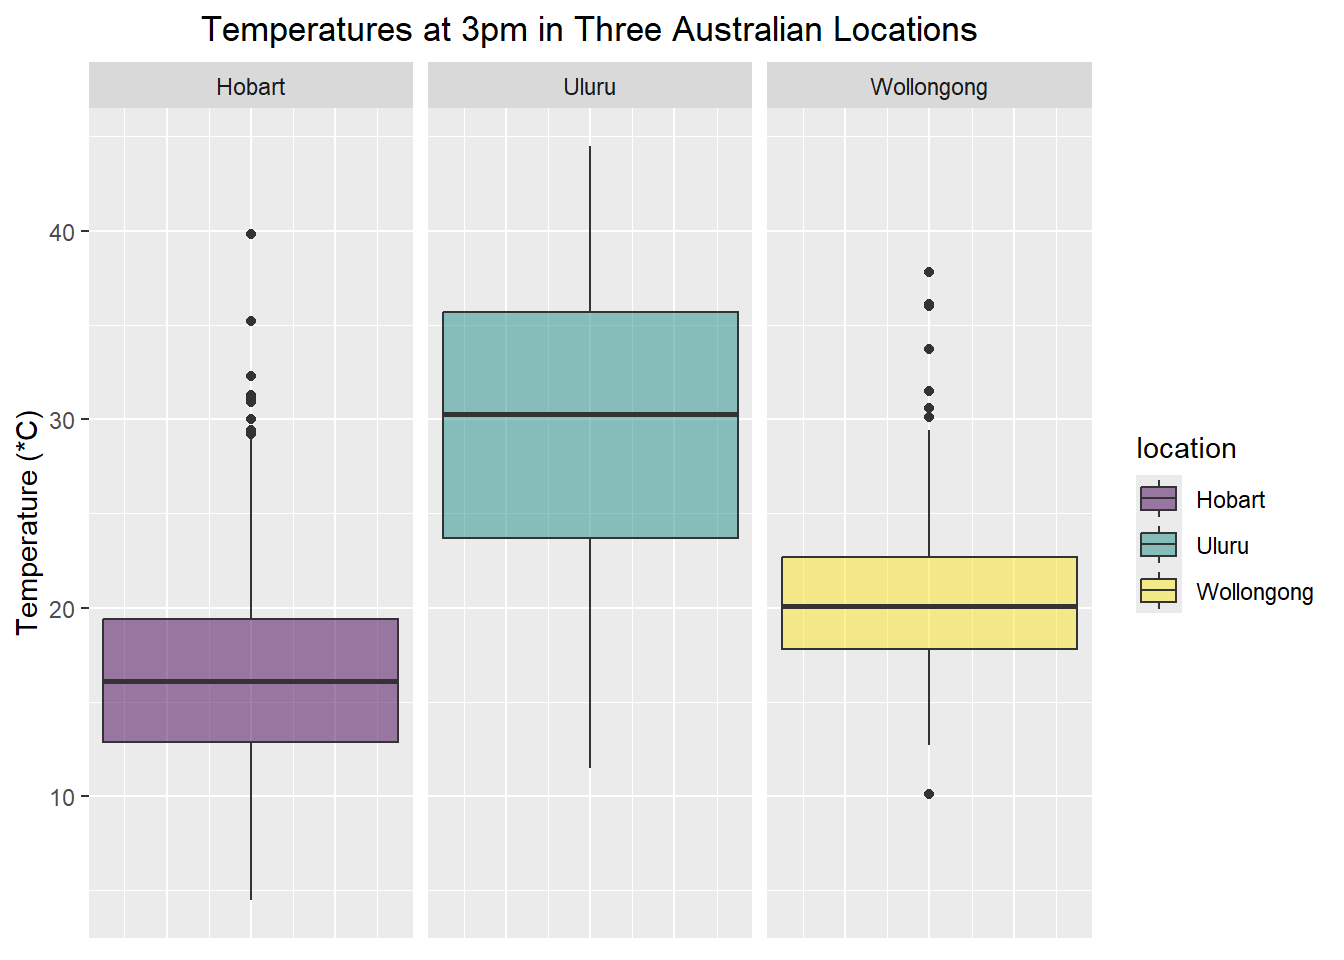 Temperatures at 3pm in Three Australian Locations
Hobart
Uluru
Wollongong
Temperature (*C)
40
30
20
10
location
Hobart
Uluru
Wollongong